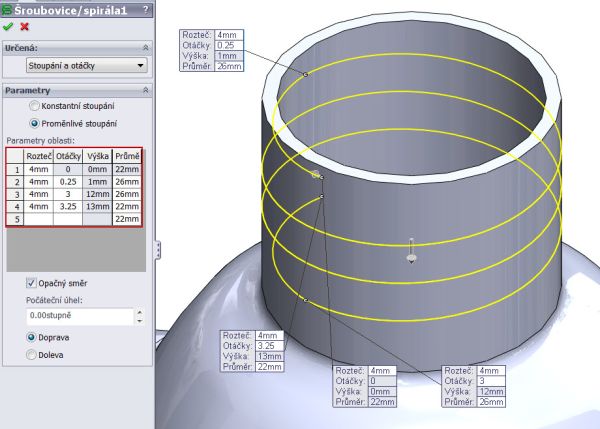 Šroubovice/spirála1 ?
Určená:
Stoupání a otáčky
Parametry
Konstantní stoupání
Proměnlivé stoupání
Parametry oblasti:
Rozteč Otáčky Výška Průmě
1 4mm 0 0mm 22mm
2 4mm 0.25 1mm 26mm
3 4mm 3 12mm 26mm
4 4mm 3.25 13mm 22mm
5 22mm
Opačný směr
Počáteční úhel:
0.00stupně
Doprava
Doleva
Rozteč: 4mm
Otáčky: 0.25
Výška: 1mm
Průměr: 26mm
Rozteč: 4mm
Otáčky: 3.25
Výška: 13mm
Průměr: 22mm
Rozteč: 4mm
Otáčky: 0
Výška: 0mm
Průměr: 22mm
Rozteč: 4mm
Otáčky: 3
Výška: 12mm
Průměr: 26mm